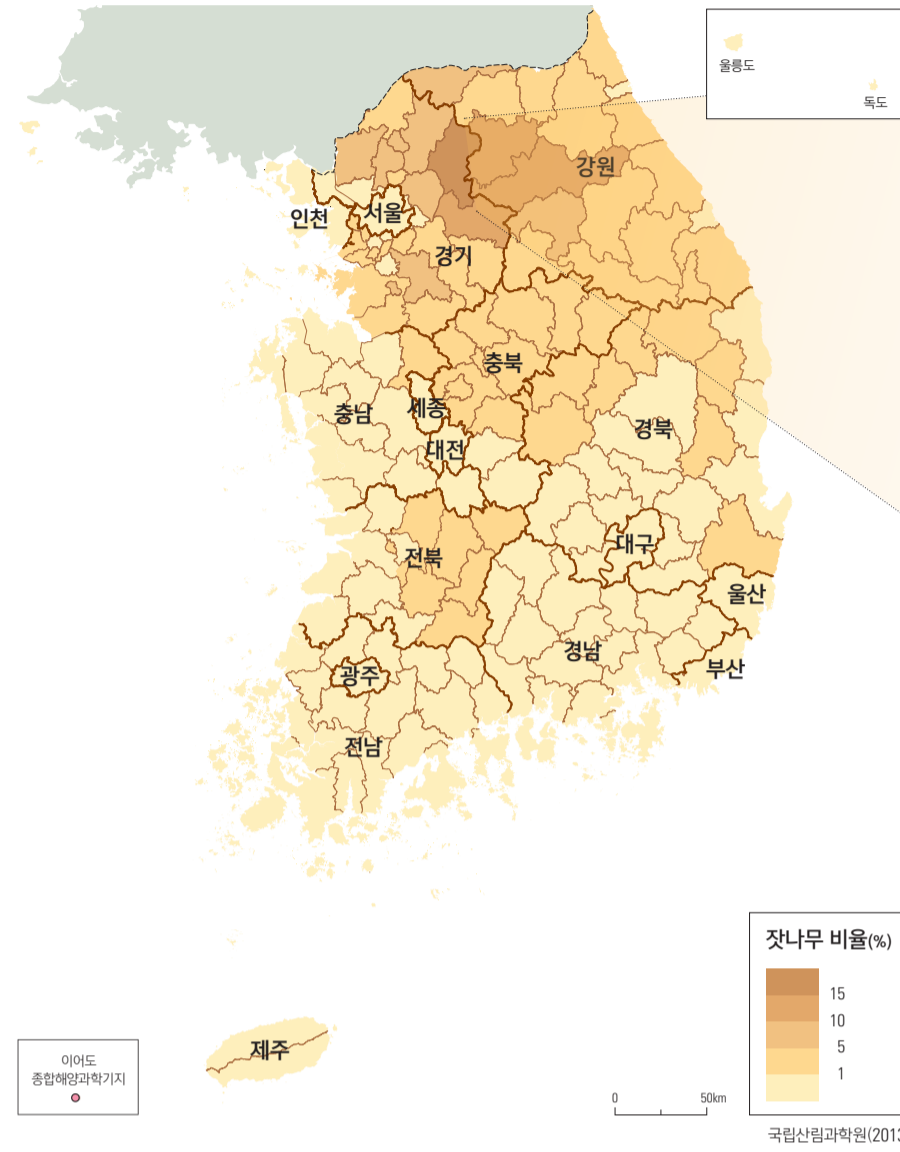 울릉도
독도
강원
인천
서울
경기
충북
충남
세종
경북
대전
대구
전북
울산
경남
부산
광주
전남
제주
이어도
종합해양과학기지
잣나무 비율(%)
15
10
5
1
0 50km
국립산림과학원(2013